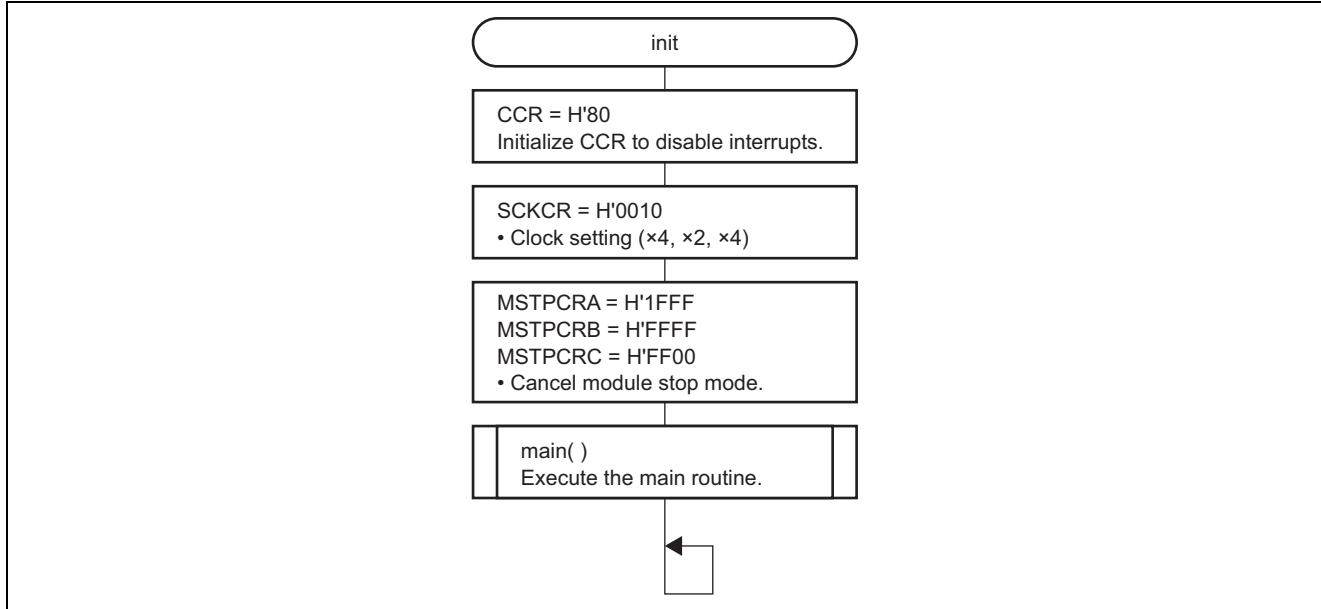 init
CCR = H'80
Initialize CCR to disable interrupts.
SCKCR = H'0010
• Clock setting (×4, ×2, ×4)
MSTPCRA = H'1FFF
MSTPCRB = H'FFFF
MSTPCRC = H'FF00
• Cancel module stop mode.
main( )
Execute the main routine.